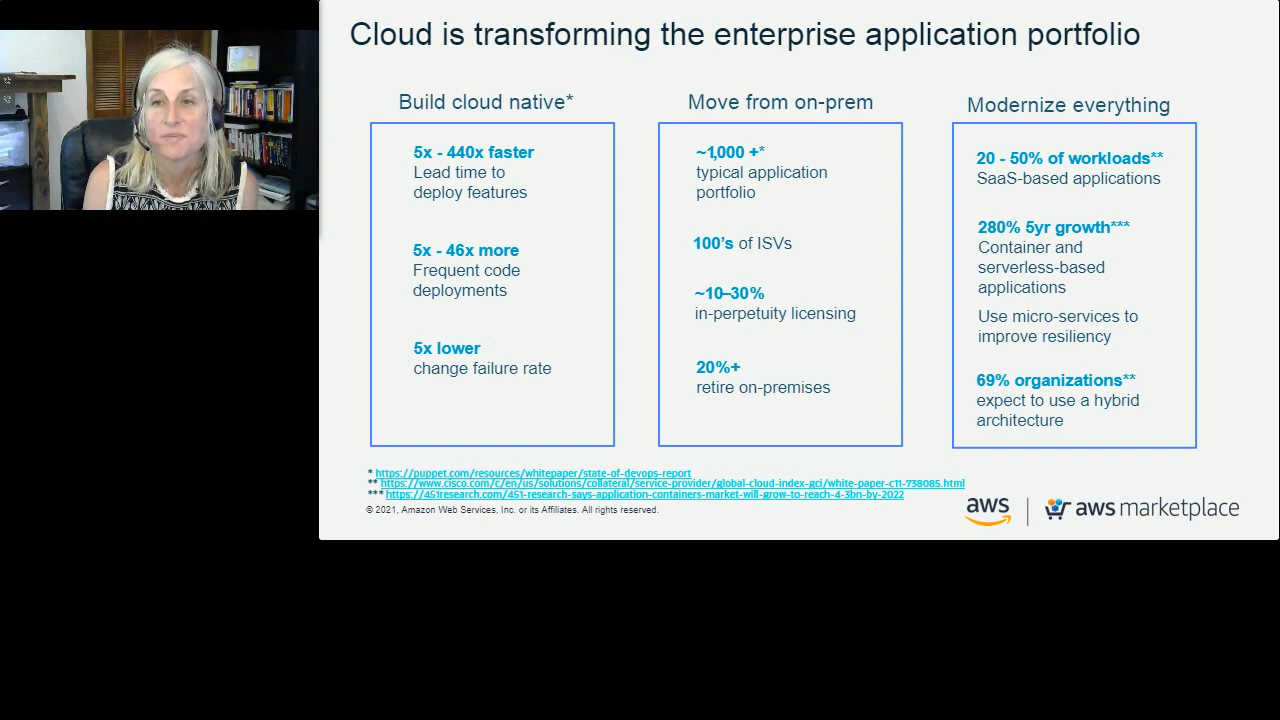 Cloud is transforming the enterprise application portfolio
Build cloud native*
5x - 440x faster
Lead time to
deploy features
5x - 46x more
Frequent code
deployments
5x lower
change failure rate
Move from on-prem
~1,000 +*
typical application
portfolio
100’s of ISVs
~10–30%
in-perpetuity licensing
20%+
retire on-premises
Modernize everything
20 - 50% of workloads**
SaaS-based applications
280% 5yr growth***
Container and
serverless-based
applications
Use micro-services to
improve resiliency
69% organizations**
expect to use a hybrid
architecture
* https://puppet.com/resources/whitepaper/state-of-devops-report
** https://www.cisco.com/c/en/us/solutions/collateral/service-provider/global-cloud-index-gci/white-paper-c11-738085.html
*** https://451research.com/451-research-says-application-containers-market-will-grow-to-reach-4-3bn-by-2022
© 2021, Amazon Web Services, Inc. or its Affiliates. All rights reserved.
aws | aws marketplace